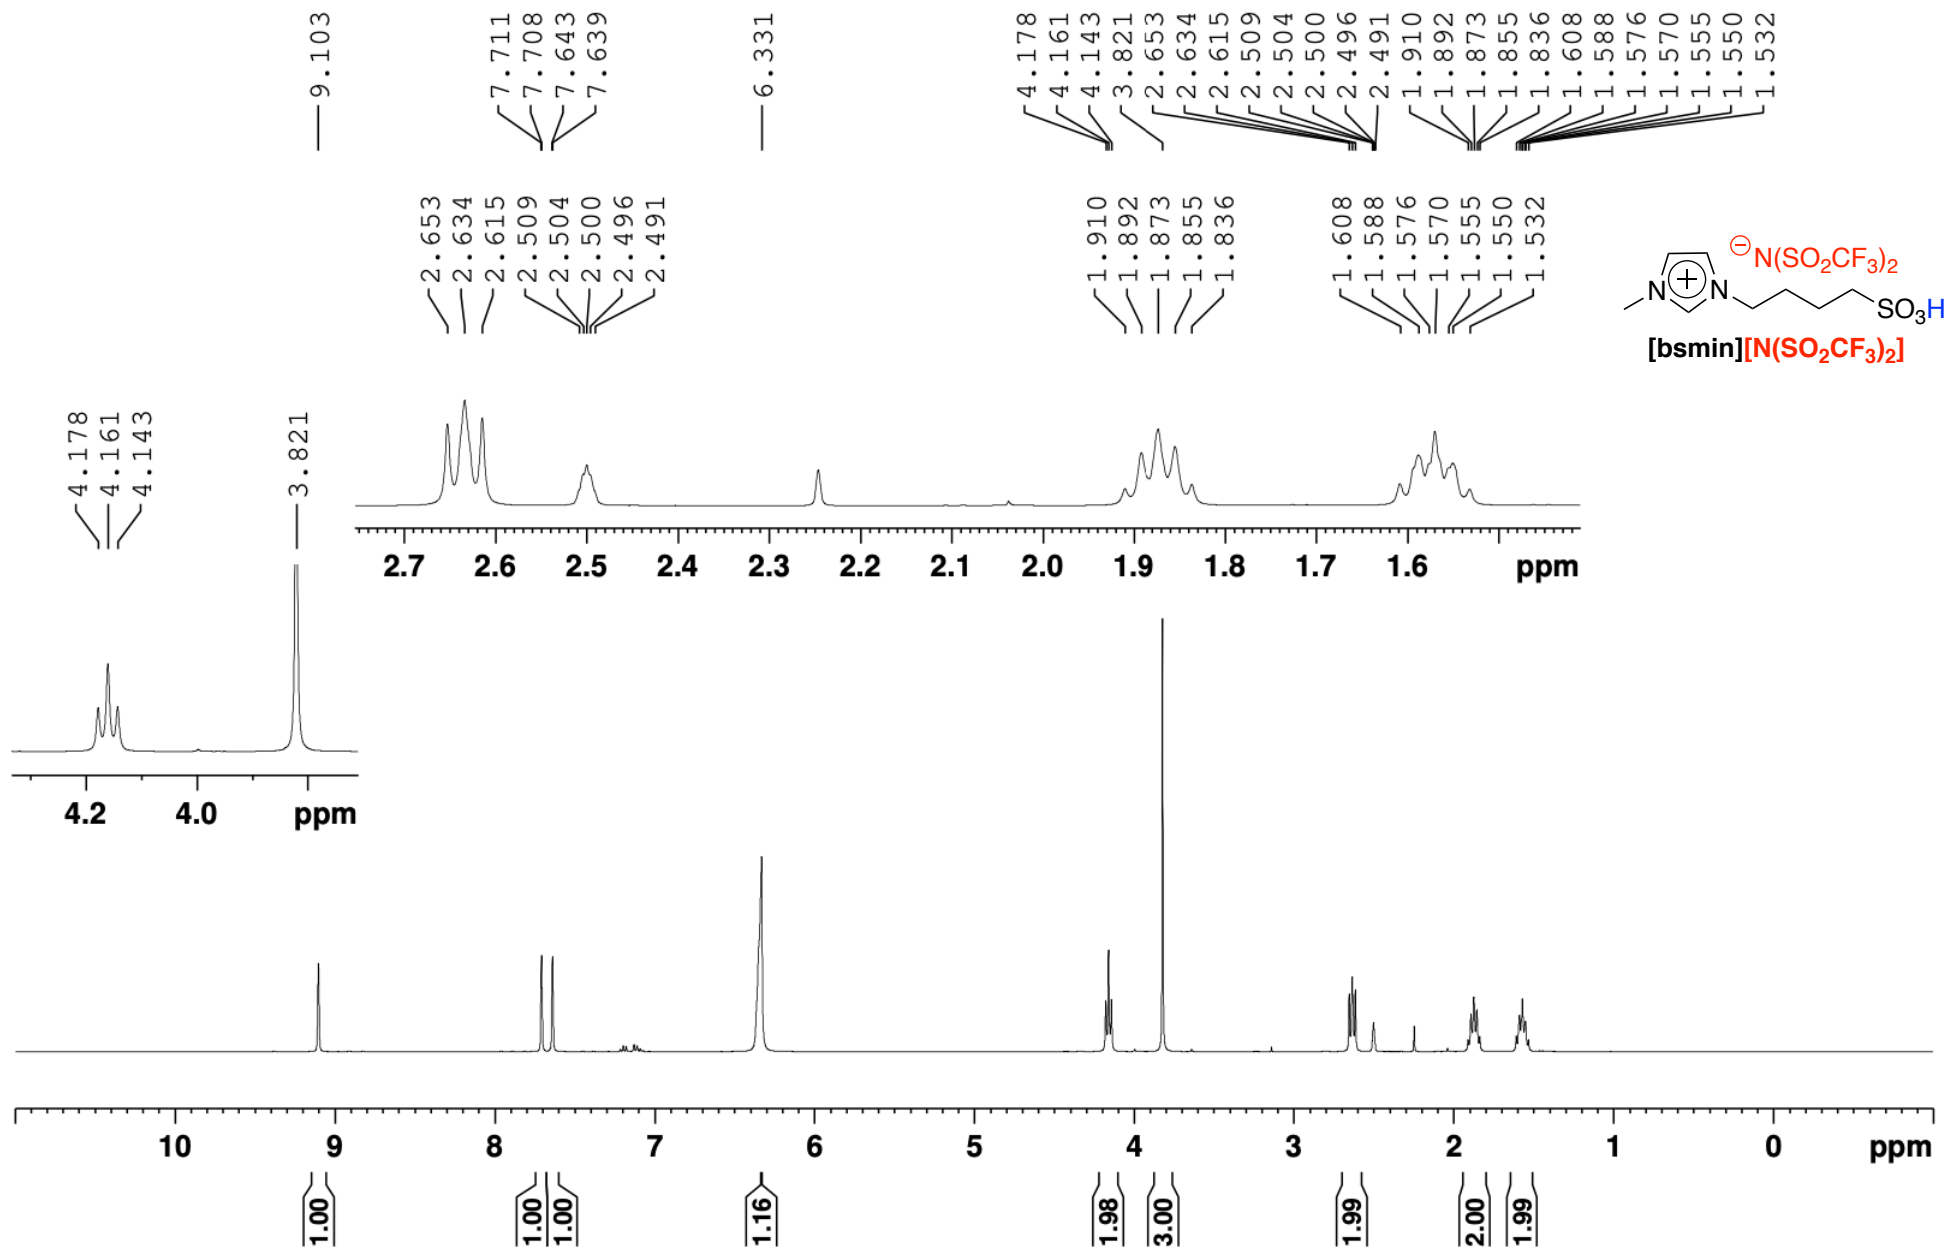 9.103 7.711 7.708 7.643 7.639 6.331 4.178 4.161 4.143 3.821 2.653 2.634 2.615 2.509 2.504 2.500 2.496 2.491 1.910 1.892 1.873 1.855 1.836 1.608 1.588 1.576 1.570 1.555 1.550 1.532
2.653 2.634 2.615 2.509 2.504 2.500 2.496 2.491 1.910 1.892 1.873 1.855 1.836 1.608 1.588 1.576 1.570 1.555 1.550 1.532
⊖N(SO₂CF₃)₂
N + N SO₃H
[bsmin][N(SO₂CF₃)₂]
4.178 4.161 4.143 3.821
2.7 2.6 2.5 2.4 2.3 2.2 2.1 2.0 1.9 1.8 1.7 1.6 ppm
4.2 4.0 ppm
10 9 8 7 6 5 4 3 2 1 0 ppm
1.00 1.00 1.00 1.16 1.98 3.00 1.99 2.00 1.99